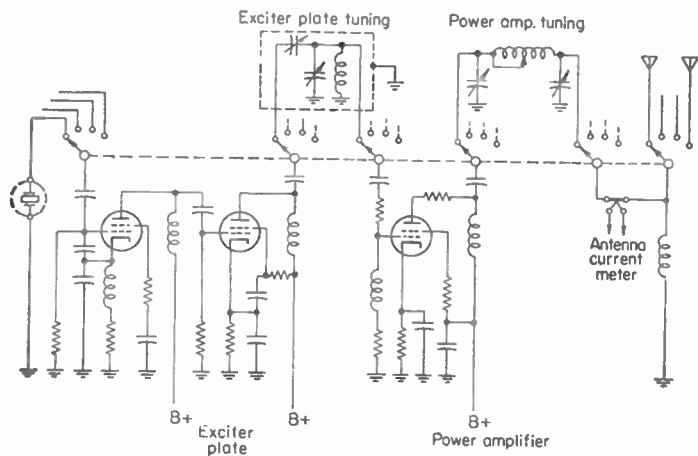 Exciter plate tuning
Power amp. tuning
Antenna
current
meter
B+
B+
B+
Exciter
plate
Power amplifier